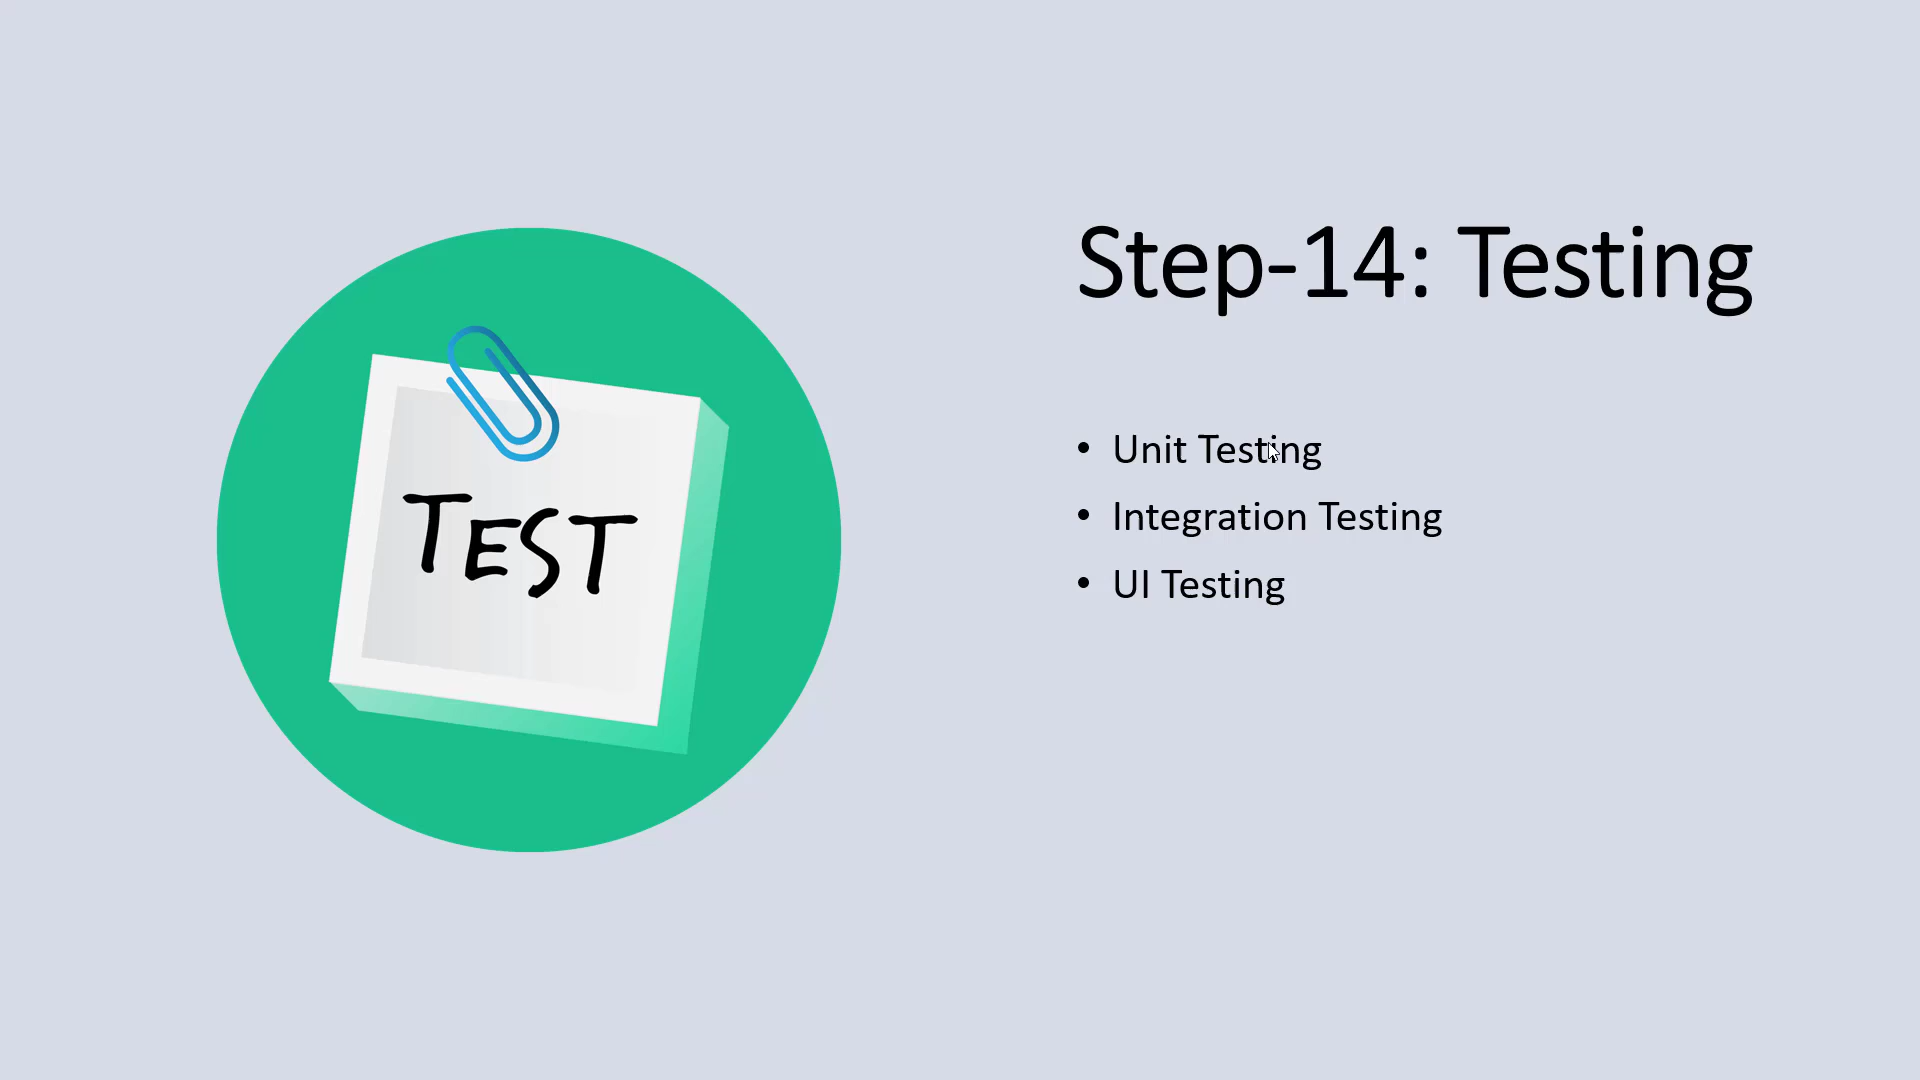 TEST
Step-14: Testing
• Unit Testing
• Integration Testing
• UI Testing